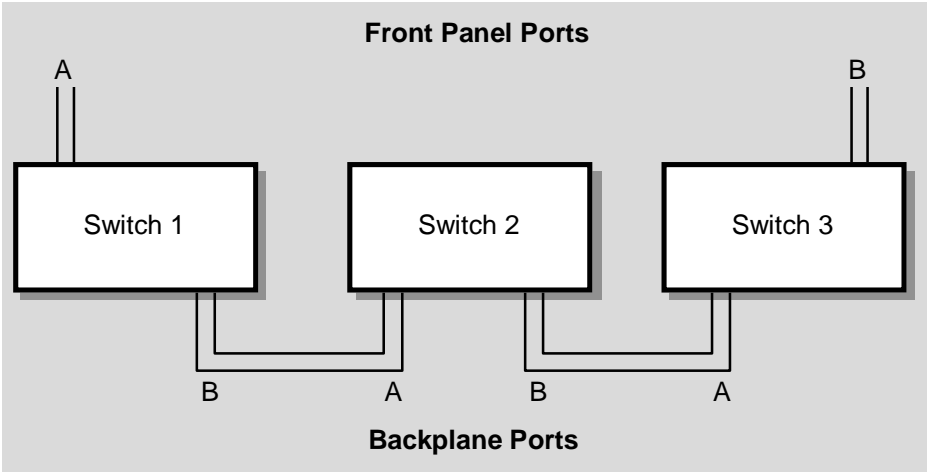 Front Panel Ports
A B
Switch 1 Switch 2 Switch 3
B A B A
Backplane Ports